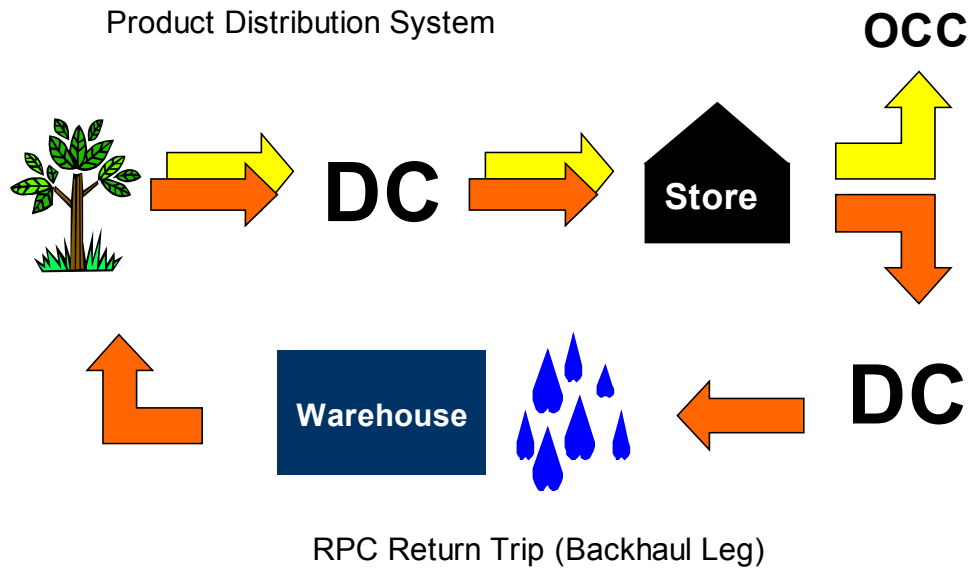 Product Distribution System
OCC
DC
Store
Warehouse
DC
RPC Return Trip (Backhaul Leg)